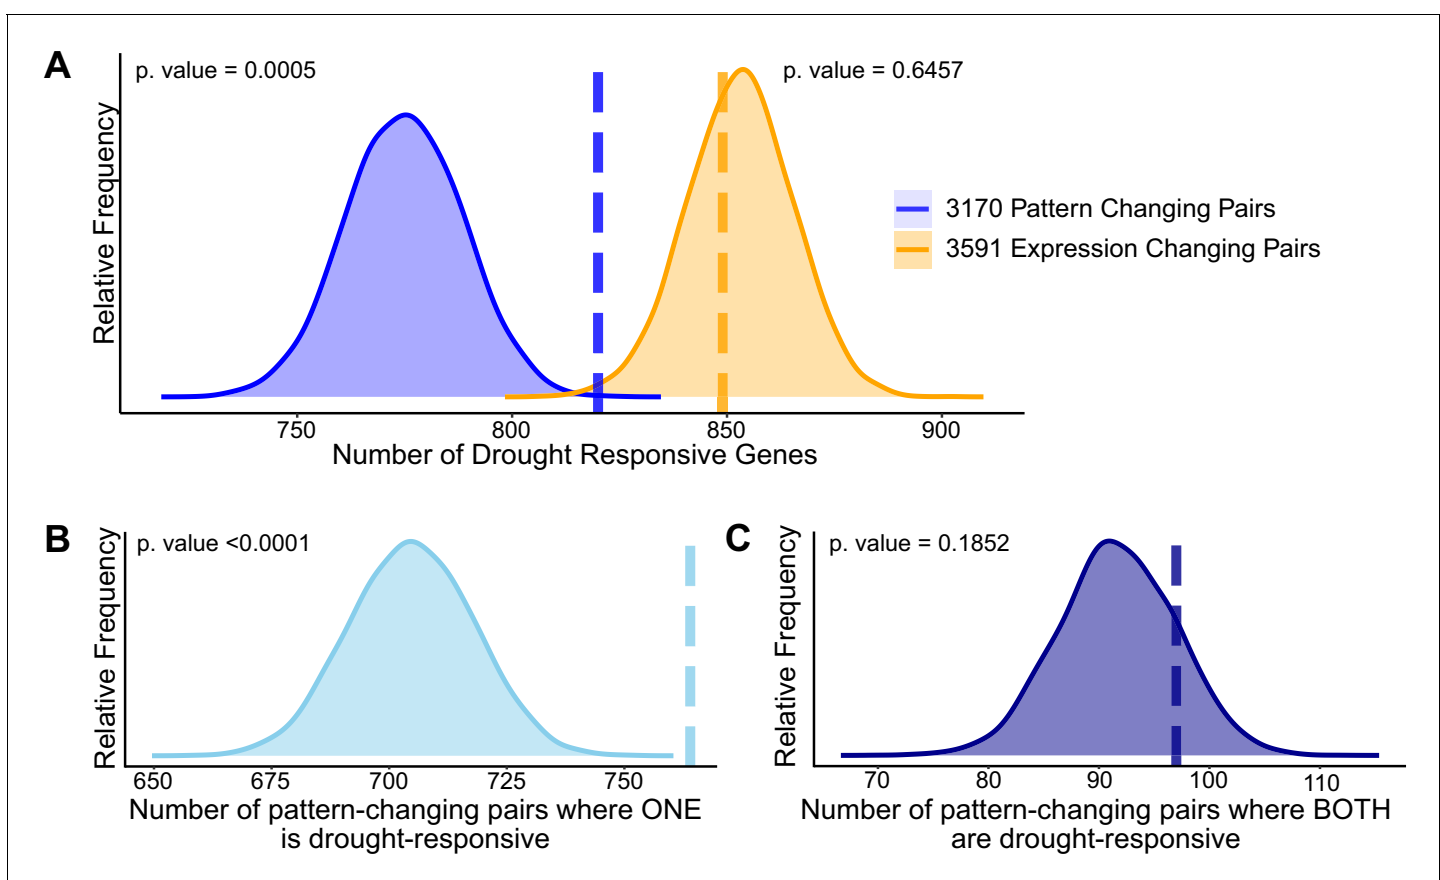 A
p. value = 0.0005
p. value = 0.6457
Relative Frequency
3170 Pattern Changing Pairs
3591 Expression Changing Pairs
750
800
850
900
Number of Drought Responsive Genes
B
p. value <0.0001
Relative Frequency
650
675
700
725
750
Number of pattern-changing pairs where ONE
is drought-responsive
C
p. value = 0.1852
Relative Frequency
70
80
90
100
110
Number of pattern-changing pairs where BOTH
are drought-responsive